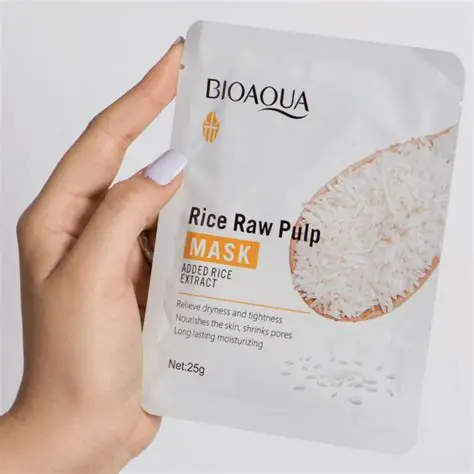 BIOAQUA
Rice Raw Pulp
MASK
ADDED RICE
EXTRACT
Relieve dryness and tightness
Nourishes the skin, shrinks pores
Long lasting moisturizing
Net:25g